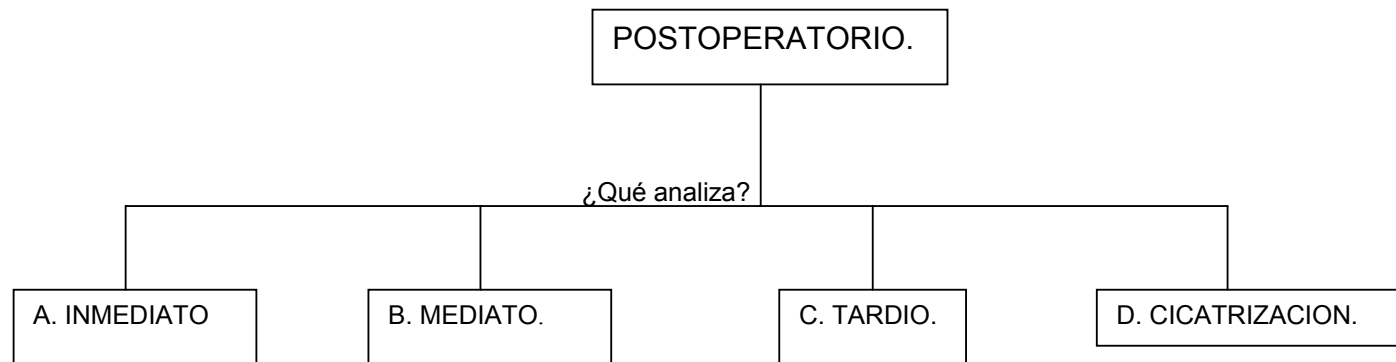 POSTOPERATORIO.
¿Qué analiza?
A. INMEDIATO
B. MEDIATO.
C. TARDIO.
D. CICATRIZACION.